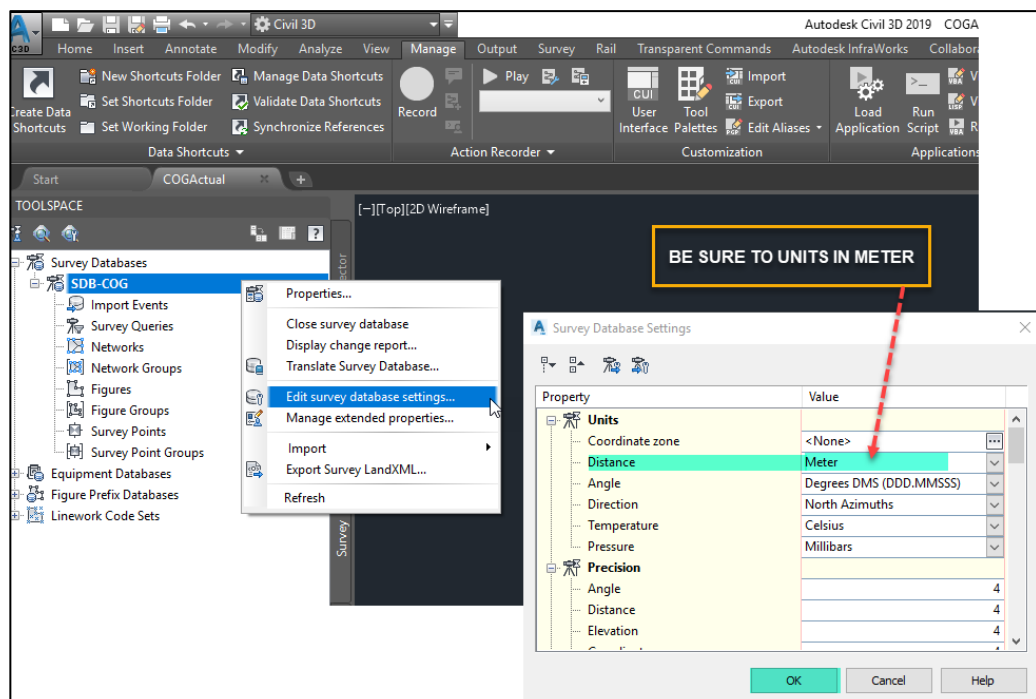 Civil 3D
Autodesk Civil 3D 2019 COGA
C3D
Home Insert Annotate Modify Analyze View Manage Output Survey Rail Transparent Commands Autodesk InfraWorks Collabora
New Shortcuts Folder Manage Data Shortcuts Play Import
Create Data Set Shortcuts Folder Validate Data Shortcuts Record CUI User Tool Export Load Run
Shortcuts Set Working Folder Synchronize References Interface Palettes Edit Aliases Application Script
Data Shortcuts Action Recorder Customization Applications
Start COGActual
TOOLSPACE
[−][Top][2D Wireframe]
Survey Databases
SDB-COG
Import Events
Survey Queries
Networks
Network Groups
Figures
Figure Groups
Survey Points
Survey Point Groups
Equipment Databases
Figure Prefix Databases
Linework Code Sets
Survey
Properties...
Close survey database
Display change report...
Translate Survey Database...
Edit survey database settings...
Manage extended properties...
Import
Export Survey LandXML...
Refresh
BE SURE TO UNITS IN METER
Survey Database Settings
Property Value
Units
Coordinate zone <None>
Distance Meter
Angle Degrees DMS (DDD.MMSSS)
Direction North Azimuths
Temperature Celsius
Pressure Millibars
Precision
Angle 4
Distance 4
Elevation 4
OK Cancel Help